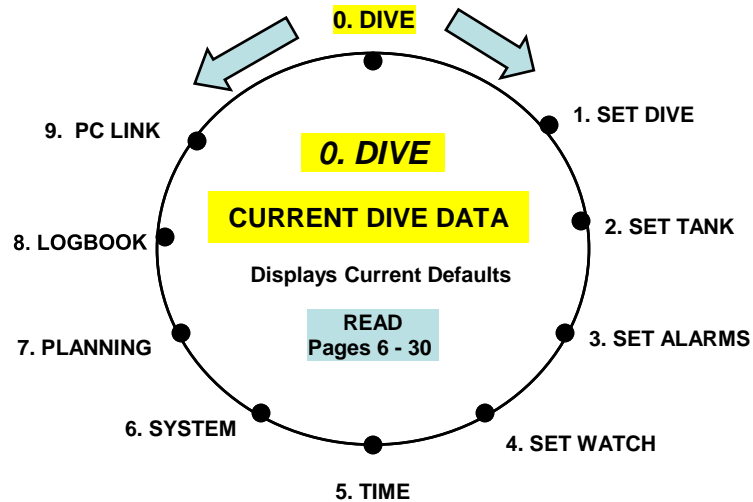 0. DIVE
1. SET DIVE
2. SET TANK
3. SET ALARMS
4. SET WATCH
5. TIME
6. SYSTEM
7. PLANNING
8. LOGBOOK
9. PC LINK
0. DIVE
CURRENT DIVE DATA
Displays Current Defaults
READ
Pages 6 - 30